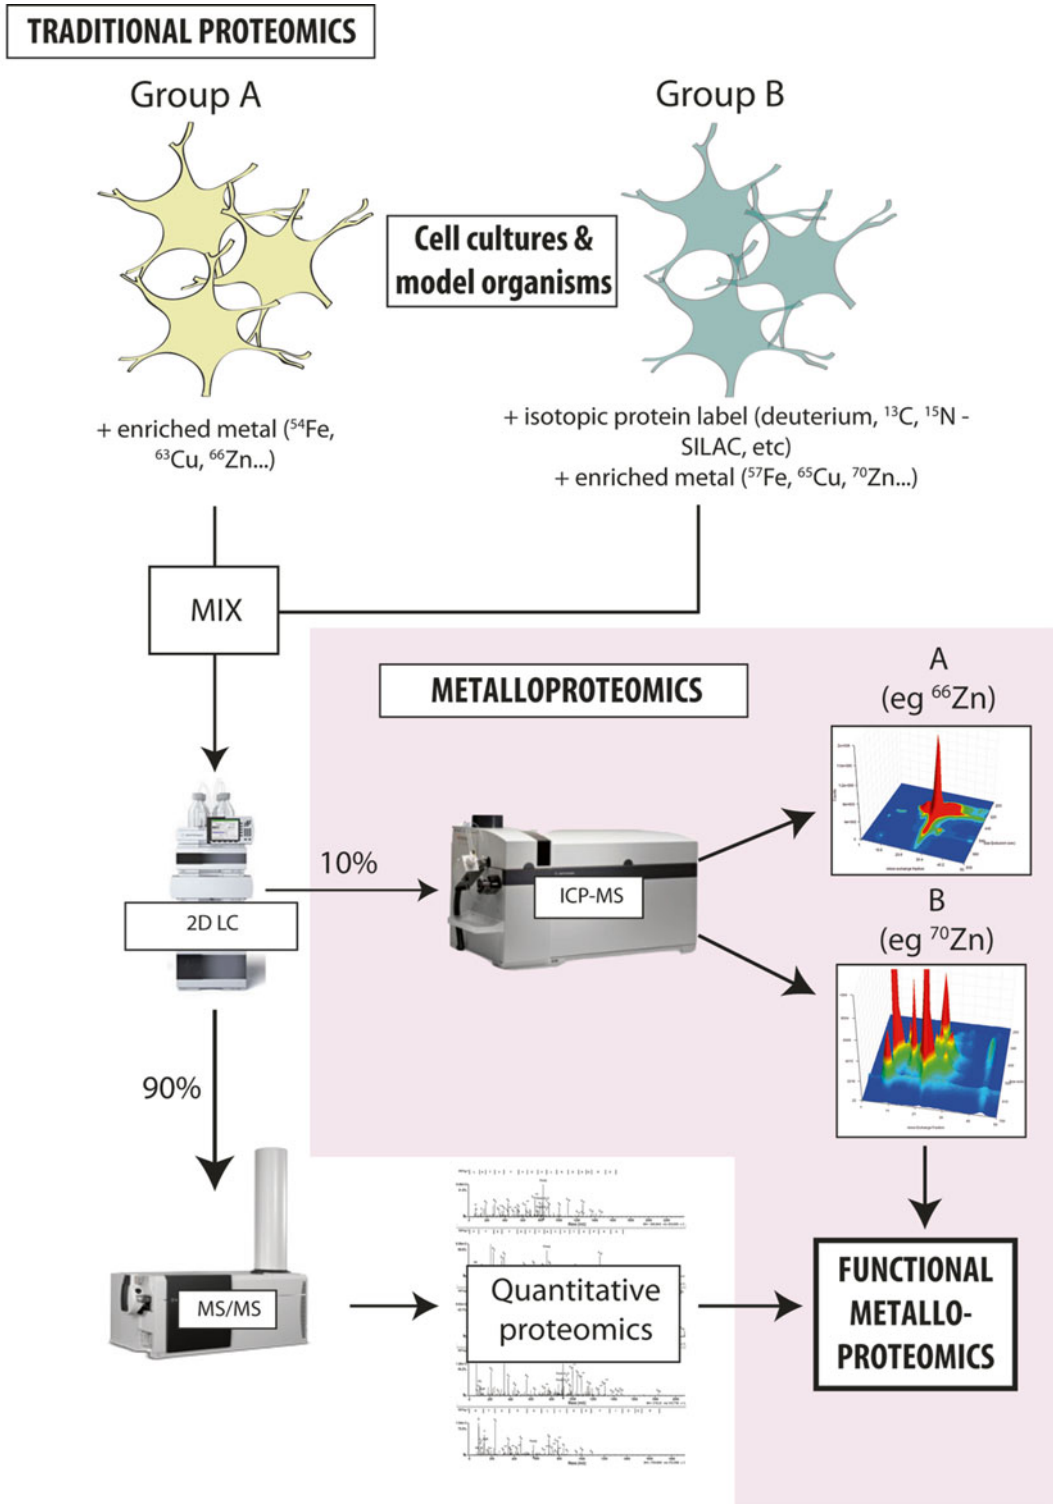 TRADITIONAL PROTEOMICS
Group A
Group B
Cell cultures &
model organisms
+ enriched metal (⁵⁴Fe,
⁶³Cu, ⁶⁶Zn...)
+ isotopic protein label (deuterium, ¹³C, ¹⁵N -
SILAC, etc)
+ enriched metal (⁵⁷Fe, ⁶⁵Cu, ⁷⁰Zn...)
MIX
METALLOPROTEOMICS
A
(eg ⁶⁶Zn)
10%
ICP-MS
2D LC
B
(eg ⁷⁰Zn)
90%
MS/MS
Quantitative
proteomics
FUNCTIONAL
METALLO-
PROTEOMICS